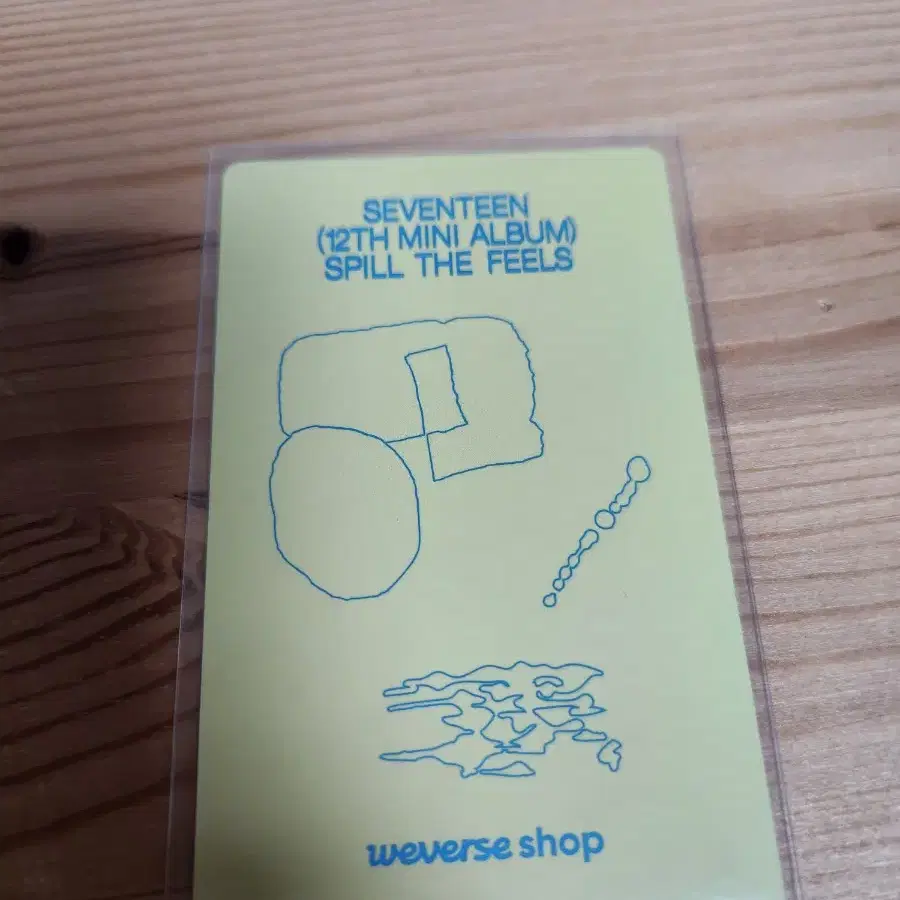 SEVENTEEN
(12TH MINI ALBUM)
SPILL THE FEELS
weverse shop